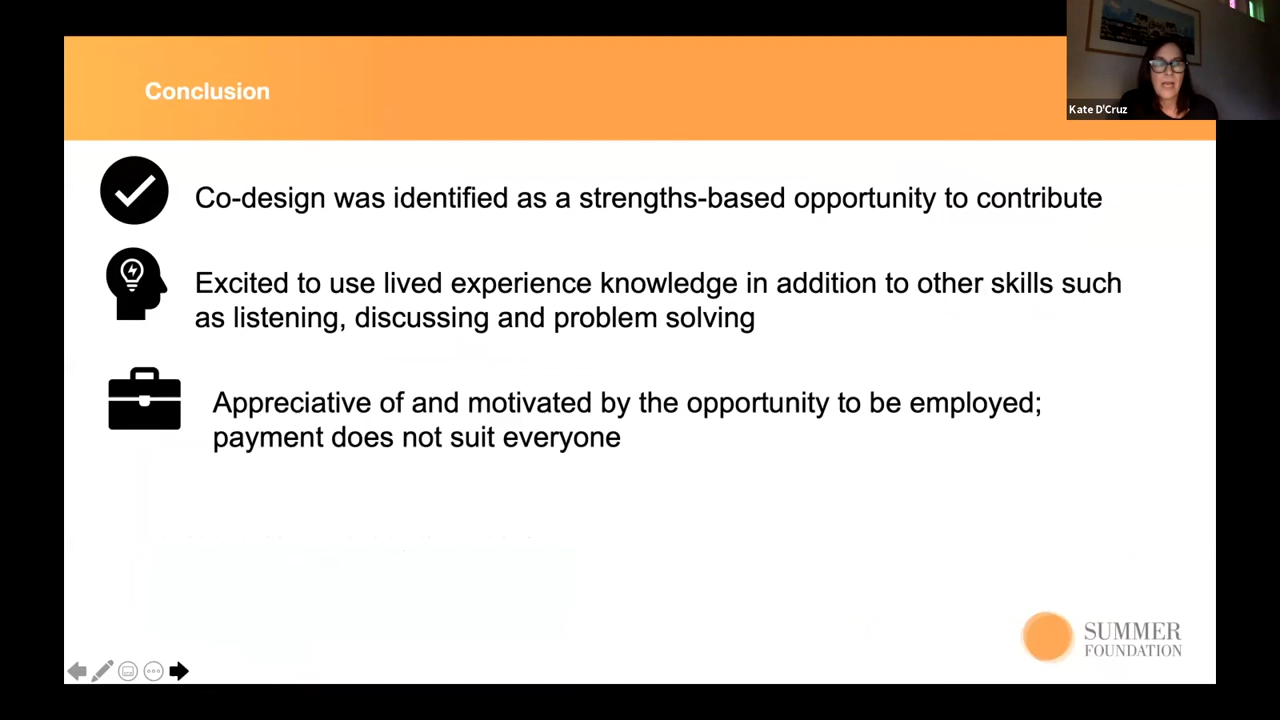 Conclusion
Kate D'Cruz
Co-design was identified as a strengths-based opportunity to contribute
Excited to use lived experience knowledge in addition to other skills such
as listening, discussing and problem solving
Appreciative of and motivated by the opportunity to be employed;
payment does not suit everyone
SUMMER
FOUNDATION